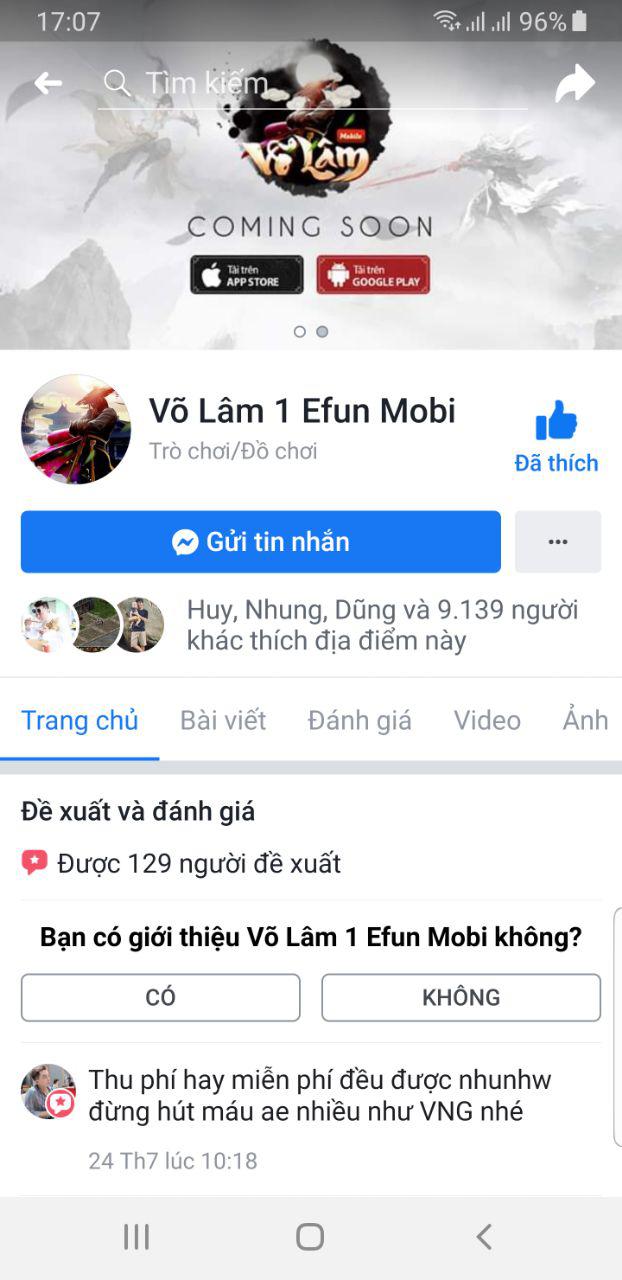 17:07
96%
Tìm kiếm
Mobile
Võ Lâm
COMING SOON
Tải trên
APP STORE
Tải trên
GOOGLE PLAY
Võ Lâm 1 Efun Mobi
Trò chơi/Đồ chơi
Đã thích
Gửi tin nhắn
Huy, Nhung, Dũng và 9.139 người
khác thích địa điểm này
Trang chủ
Bài viết
Đánh giá
Video
Ảnh
Đề xuất và đánh giá
Được 129 người đề xuất
Bạn có giới thiệu Võ Lâm 1 Efun Mobi không?
CÓ
KHÔNG
Thu phí hay miễn phí đều được nhunhw
đừng hút máu ae nhiều như VNG nhé
24 Th7 lúc 10:18